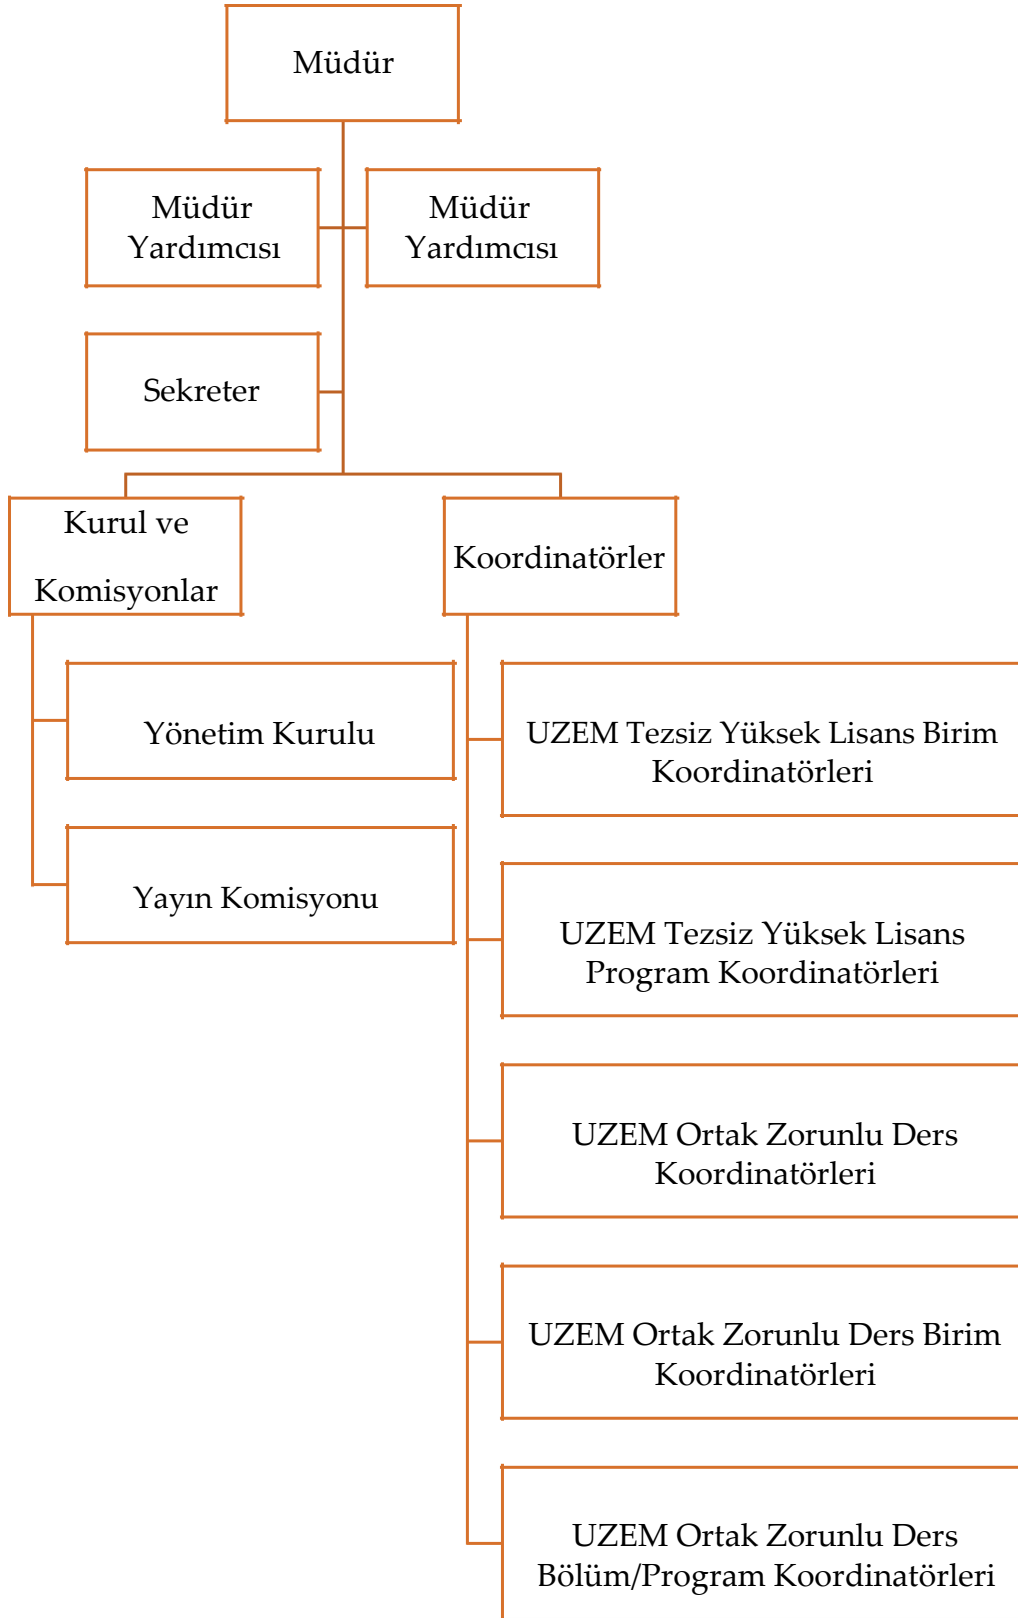 Müdür
Müdür
Yardımcısı
Müdür
Yardımcısı
Sekreter
Kurul ve
Komisyonlar
Koordinatörler
Yönetim Kurulu
Yayın Komisyonu
UZEM Tezsiz Yüksek Lisans Birim
Koordinatörleri
UZEM Tezsiz Yüksek Lisans
Program Koordinatörleri
UZEM Ortak Zorunlu Ders
Koordinatörleri
UZEM Ortak Zorunlu Ders Birim
Koordinatörleri
UZEM Ortak Zorunlu Ders
Bölüm/Program Koordinatörleri